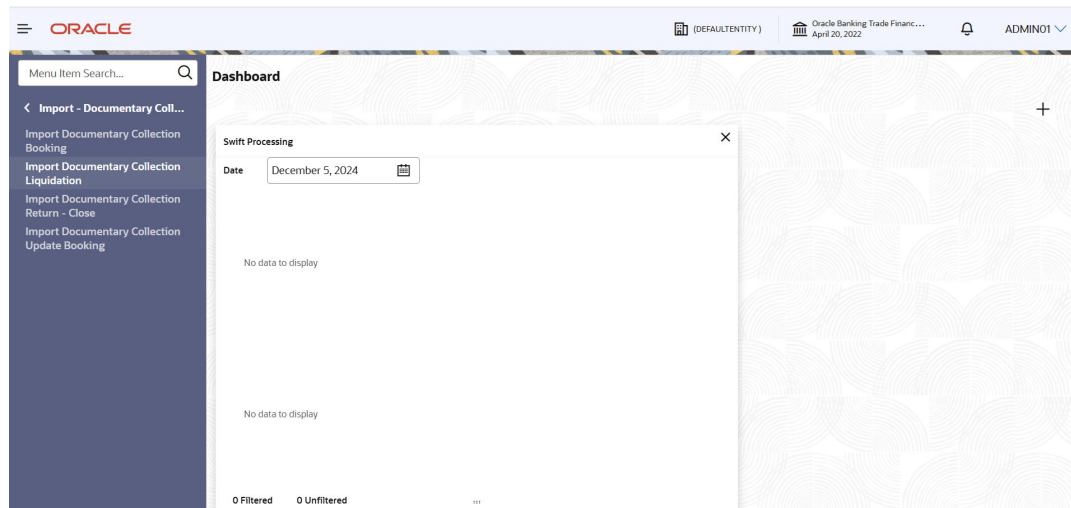 ORACLE
(DEFAULTENTITY )
Oracle Banking Trade Financ...
April 20, 2022
ADMIN01
Menu Item Search...
Import - Documentary Coll...
Import Documentary Collection
Booking
Import Documentary Collection
Liquidation
Import Documentary Collection
Return - Close
Import Documentary Collection
Update Booking
Dashboard
Swift Processing
Date
December 5, 2024
No data to display
No data to display
0 Filtered
0 Unfiltered